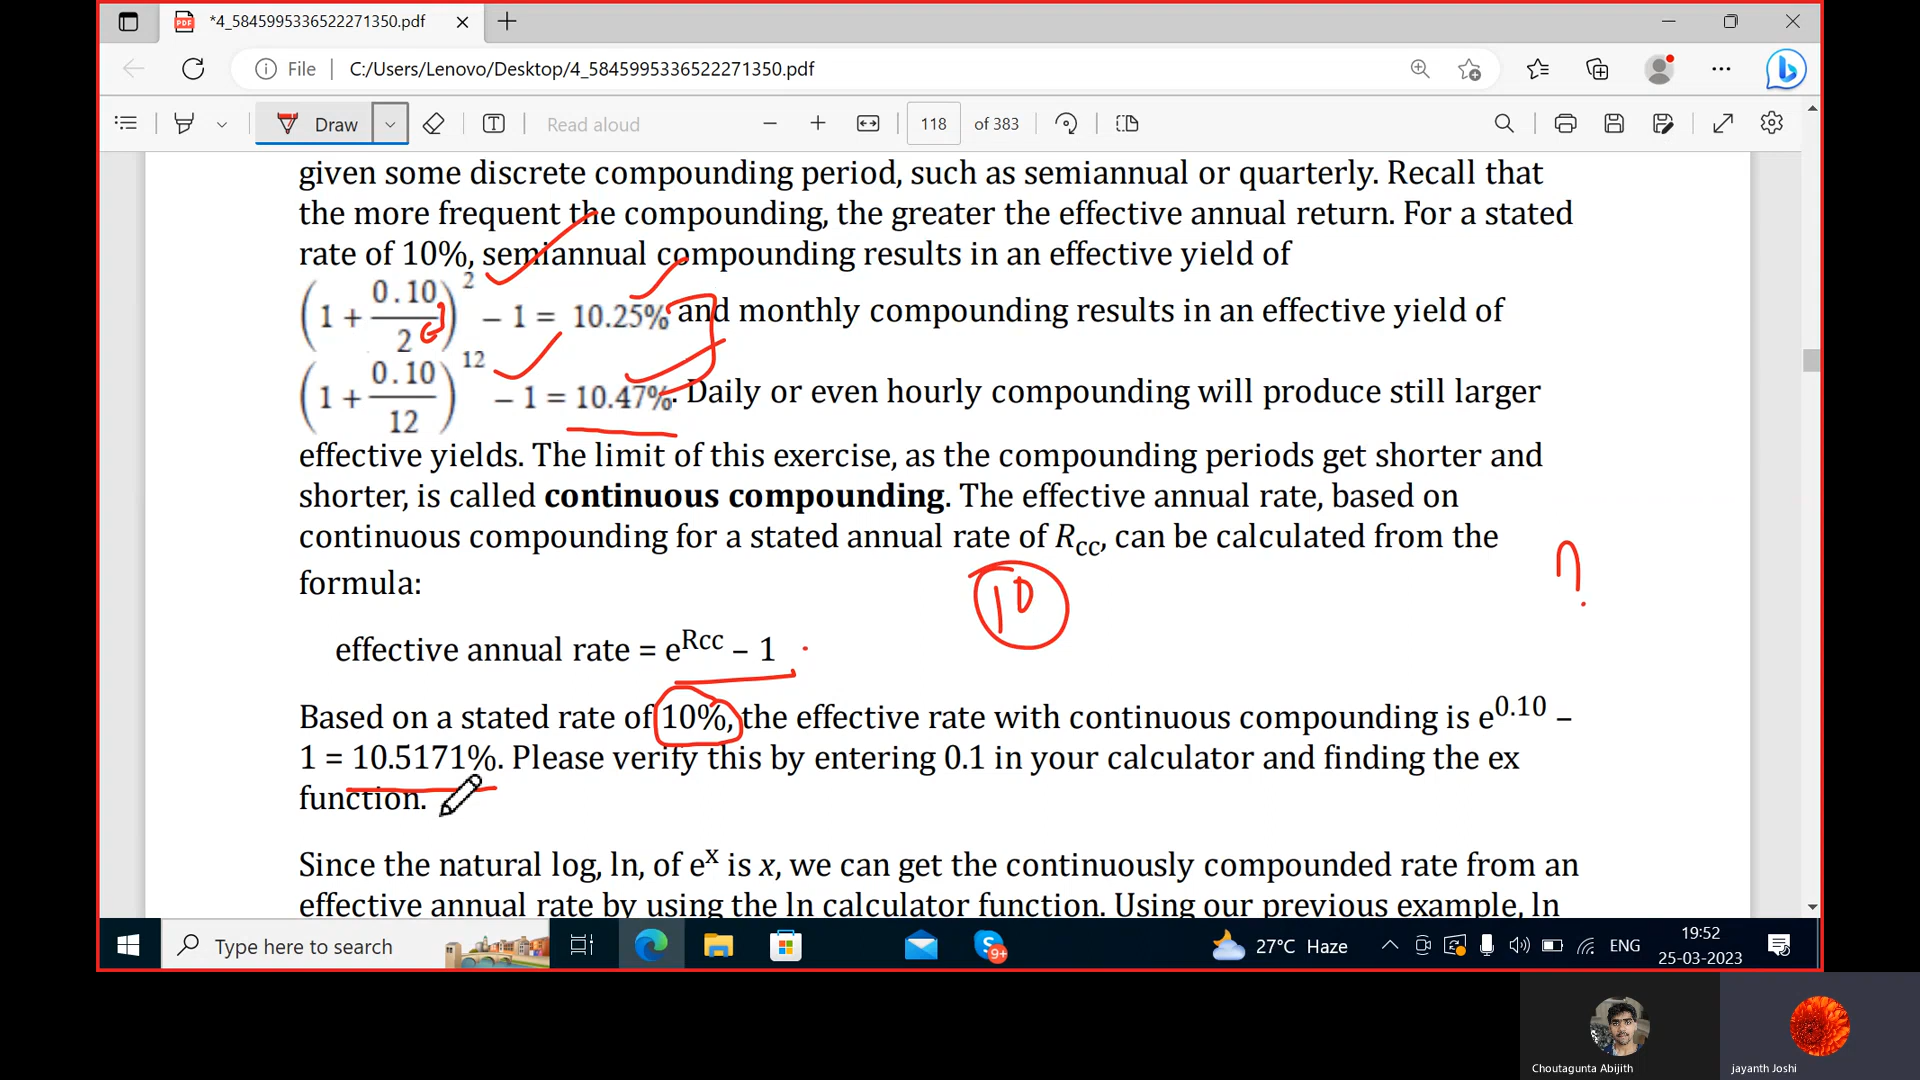 *4_5845995336522271350.pdf
File C:/Users/Lenovo/Desktop/4_5845995336522271350.pdf
Draw Read aloud 118 of 383
given some discrete compounding period, such as semiannual or quarterly. Recall that
the more frequent the compounding, the greater the effective annual return. For a stated
rate of 10%, semiannual compounding results in an effective yield of
(1 + 0.10/2)^2 – 1 = 10.25% and monthly compounding results in an effective yield of
(1 + 0.10/12)^12 – 1 = 10.47%. Daily or even hourly compounding will produce still larger
effective yields. The limit of this exercise, as the compounding periods get shorter and
shorter, is called continuous compounding. The effective annual rate, based on
continuous compounding for a stated annual rate of Rcc, can be calculated from the
formula:
10
?
effective annual rate = e^Rcc – 1
Based on a stated rate of 10%, the effective rate with continuous compounding is e^0.10 –
1 = 10.5171%. Please verify this by entering 0.1 in your calculator and finding the ex
function.
Since the natural log, ln, of e^x is x, we can get the continuously compounded rate from an
effective annual rate by using the ln calculator function. Using our previous example, ln
Type here to search 9+ 27°C Haze ENG 19:52
25-03-2023
Choutagunta Abijith jayanth Joshi